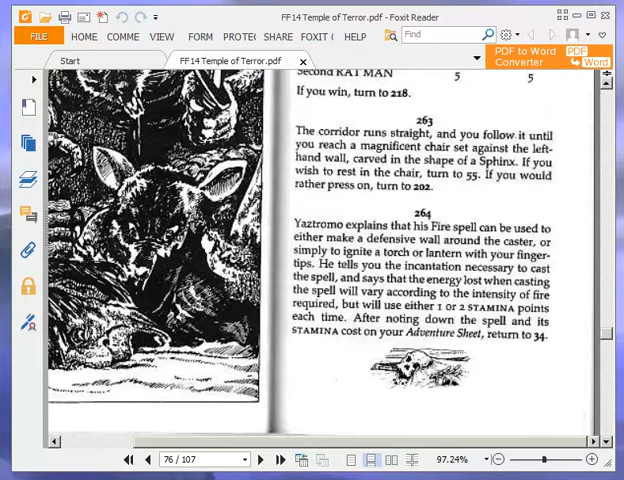 FF14 Temple of Terror.pdf - Foxit Reader
FILE
HOME
COMME
VIEW
FORM
PROTEC
SHARE
FOXIT C
HELP
Find
Start
FF14 Temple of Terror.pdf
PDF to Word
Converter
PDF
Word
Second RAT MAN 5 5
If you win, turn to 218.
263
The corridor runs straight, and you follow it until
you reach a magnificent chair set against the left-
hand wall, carved in the shape of a Sphinx. If you
wish to rest in the chair, turn to 55. If you would
rather press on, turn to 202.
264
Yaztromo explains that his Fire spell can be used to
either make a defensive wall around the caster, or
simply to ignite a torch or lantern with your finger-
tips. He tells you the incantation necessary to cast
the spell, and says that the energy lost when casting
the spell will vary according to the intensity of fire
required, but will use either 1 or 2 STAMINA points
each time. After noting down the spell and its
STAMINA cost on your Adventure Sheet, return to 34.
76 / 107
97.24%